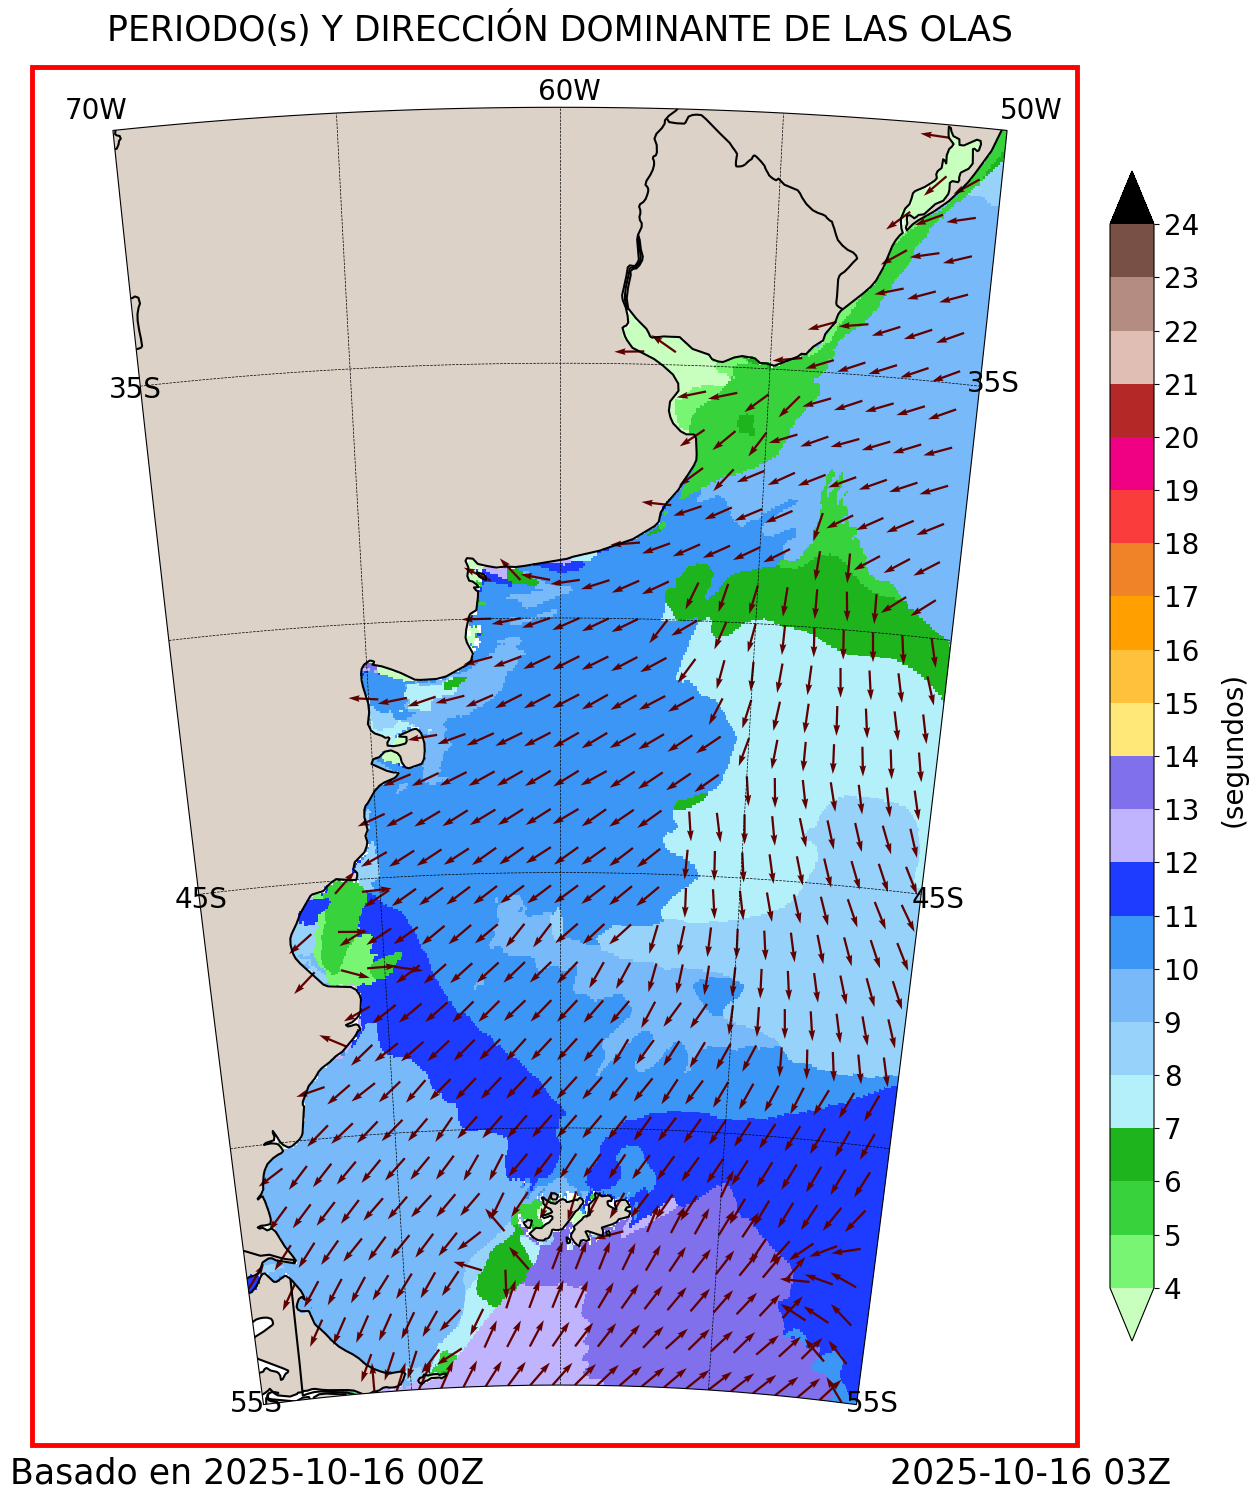 PERIODO(s) Y DIRECCIÓN DOMINANTE DE LAS OLAS
70W
60W
50W
35S
35S
45S
45S
55S
55S
24
23
22
21
20
19
18
17
16
15
14
13
12
11
10
9
8
7
6
5
4
(segundos)
Basado en 2025-10-16 00Z
2025-10-16 03Z